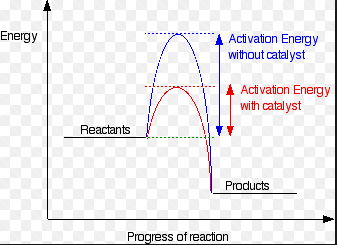 Energy
Activation Energy
without catalyst
Activation Energy
with catalyst
Reactants
Products
Progress of reaction